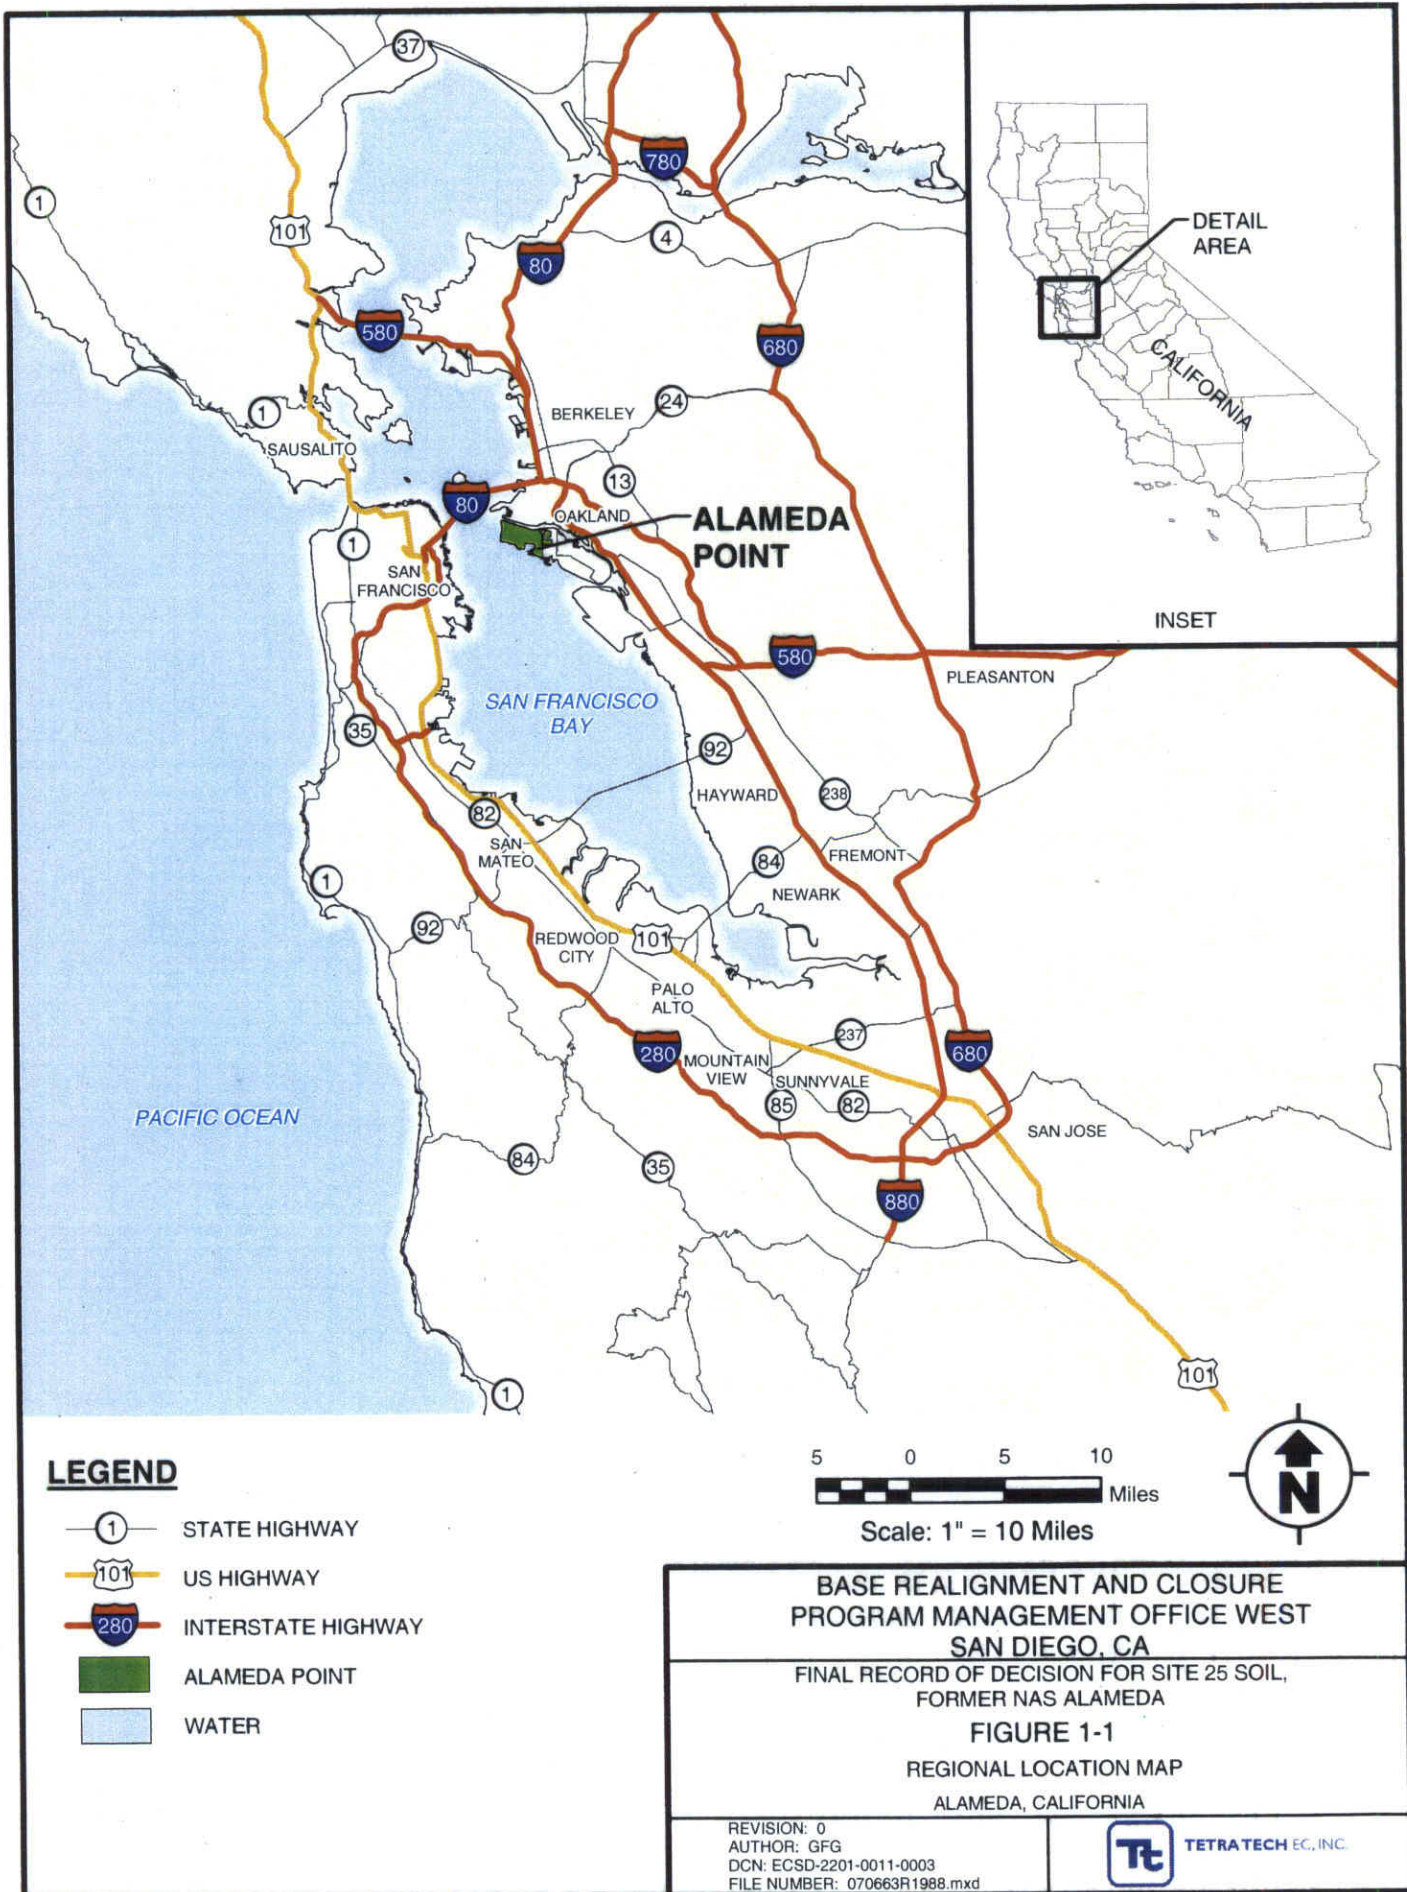 37
780
1
101
4
80
580
680
1
24
BERKELEY
SAUSALITO
13
80
OAKLAND
ALAMEDA
POINT
1
SAN
FRANCISCO
580
PLEASANTON
SAN FRANCISCO
BAY
35
92
HAYWARD
238
82
SAN
MATEO
84
FREMONT
1
NEWARK
92
REDWOOD
CITY
101
PALO
ALTO
237
280
680
MOUNTAIN
VIEW
SUNNYVALE
85
82
PACIFIC OCEAN
SAN JOSE
84
35
880
101
1
DETAIL
AREA
CALIFORNIA
INSET
LEGEND
1 STATE HIGHWAY
101 US HIGHWAY
280 INTERSTATE HIGHWAY
ALAMEDA POINT
WATER
5 0 5 10
Miles
Scale: 1" = 10 Miles
N
BASE REALIGNMENT AND CLOSURE
PROGRAM MANAGEMENT OFFICE WEST
SAN DIEGO, CA
FINAL RECORD OF DECISION FOR SITE 25 SOIL,
FORMER NAS ALAMEDA
FIGURE 1-1
REGIONAL LOCATION MAP
ALAMEDA, CALIFORNIA
REVISION: 0
AUTHOR: GFG
DCN: ECSD-2201-0011-0003
FILE NUMBER: 070663R1988.mxd
Tt
TETRA TECH EC, INC.